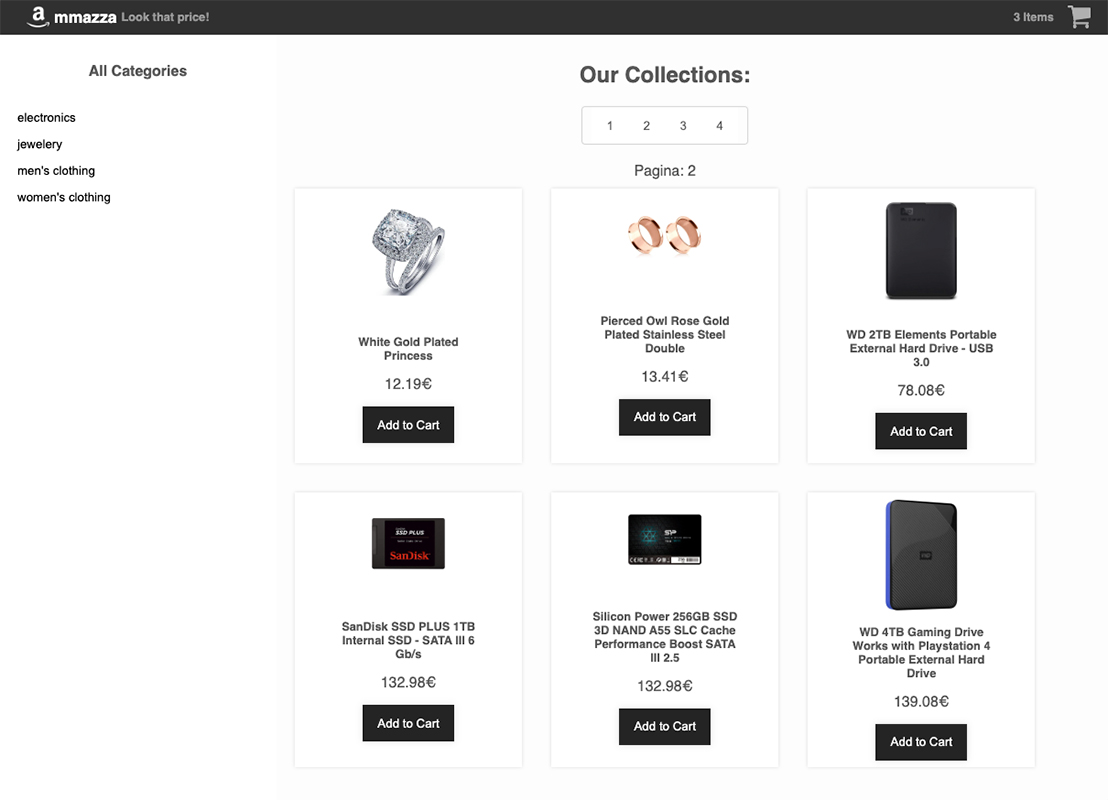 a mmazza Look that price!
3 Items
All Categories
electronics
jewelery
men's clothing
women's clothing
Our Collections:
1 2 3 4
Pagina: 2
White Gold Plated
Princess
12.19€
Add to Cart
Pierced Owl Rose Gold
Plated Stainless Steel
Double
13.41€
Add to Cart
WD 2TB Elements Portable
External Hard Drive - USB
3.0
78.08€
Add to Cart
SSD PLUS
SanDisk
SanDisk SSD PLUS 1TB
Internal SSD - SATA III 6
Gb/s
132.98€
Add to Cart
SP
Silicon Power 256GB SSD
3D NAND A55 SLC Cache
Performance Boost SATA
III 2.5
132.98€
Add to Cart
WD
WD 4TB Gaming Drive
Works with Playstation 4
Portable External Hard
Drive
139.08€
Add to Cart